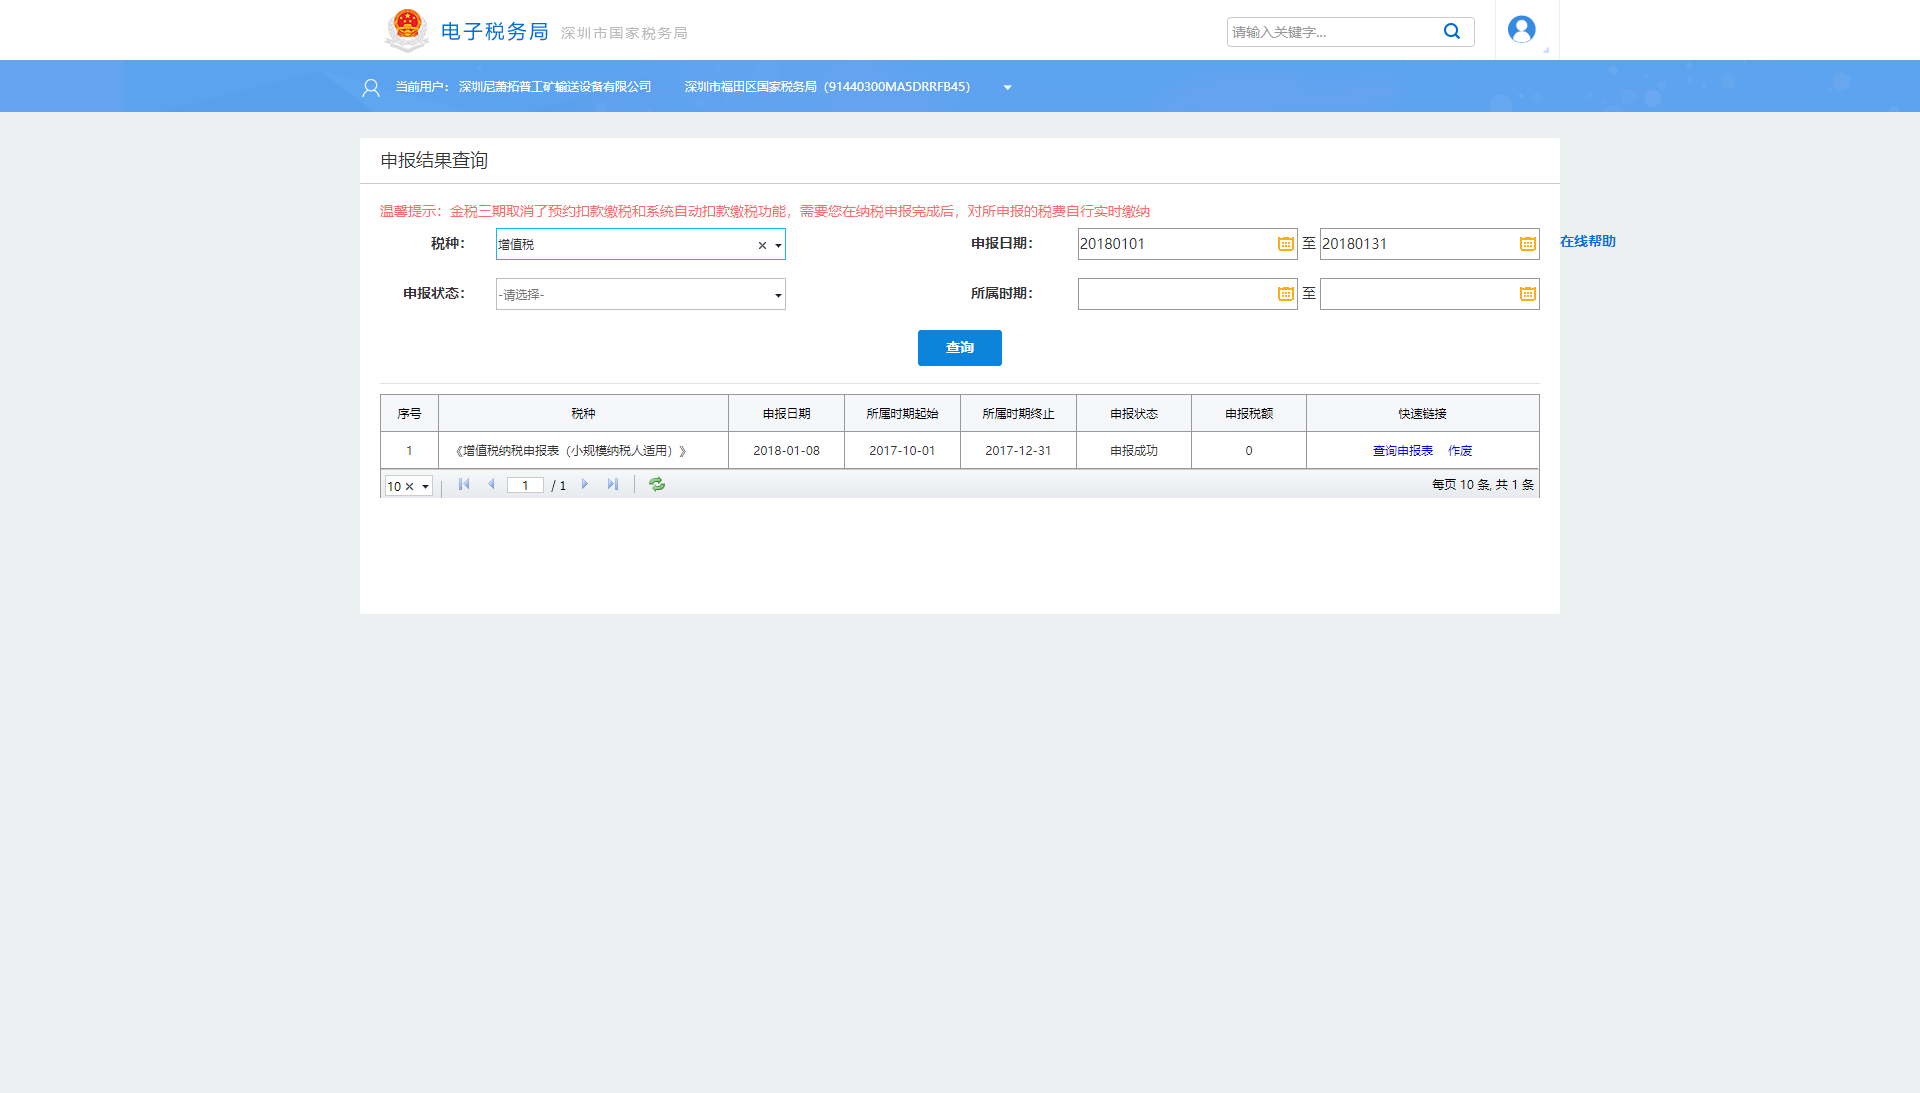 电子税务局 深圳市国家税务局
请输入关键字...
当前用户： 深圳尼萧拓普工矿输送设备有限公司 深圳市福田区国家税务局（91440300MA5DRRFB45）
申报结果查询
温馨提示：金税三期取消了预约扣款缴税和系统自动扣款缴税功能，需要您在纳税申报完成后，对所申报的税费自行实时缴纳
税种： 增值税 × 申报日期： 20180101 至 20180131 在线帮助
申报状态： -请选择- 所属时期： 至
查询
序号 税种 申报日期 所属时期起始 所属时期终止 申报状态 申报税额 快速链接
1 《增值税纳税申报表（小规模纳税人适用）》 2018-01-08 2017-10-01 2017-12-31 申报成功 0 查询申报表 作废
10 × 1 / 1 每页 10 条, 共 1 条